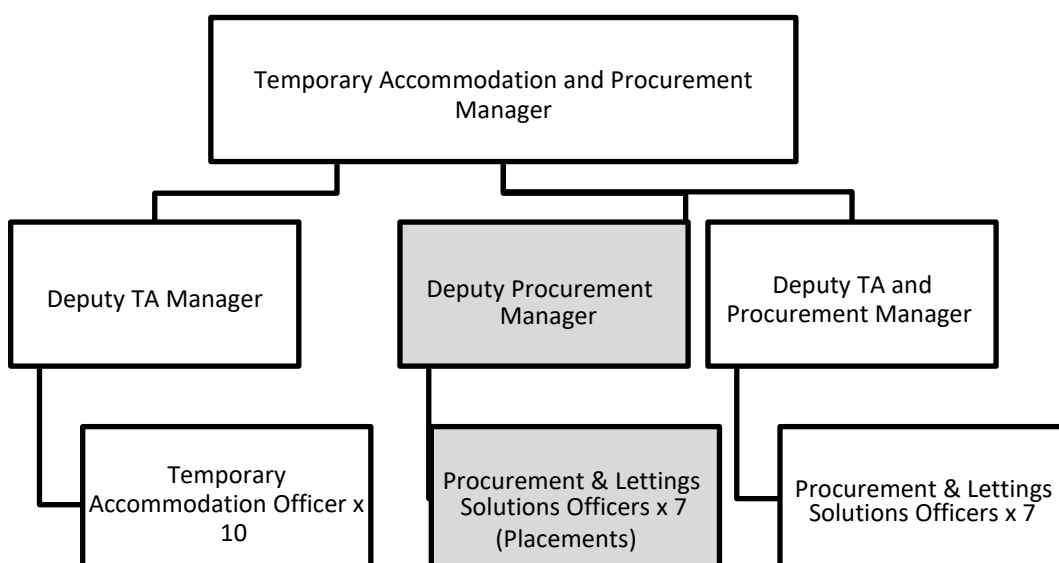 Temporary Accommodation and Procurement
Manager
Deputy TA Manager
Deputy Procurement
Manager
Deputy TA and
Procurement Manager
Temporary
Accommodation Officer x
10
Procurement & Lettings
Solutions Officers x 7
(Placements)
Procurement & Lettings
Solutions Officers x 7